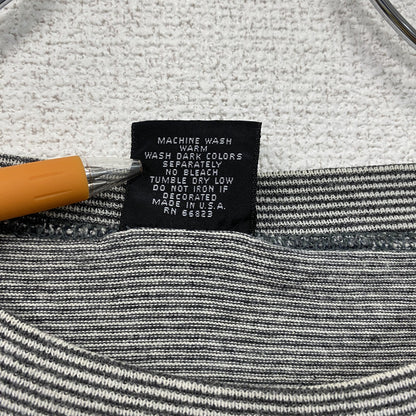 MACHINE WASH
WARM
WASH DARK COLORS
SEPARATELY
NO BLEACH
TUMBLE DRY LOW
DO NOT IRON IF
DECORATED
MADE IN U.S.A.
RN 66823